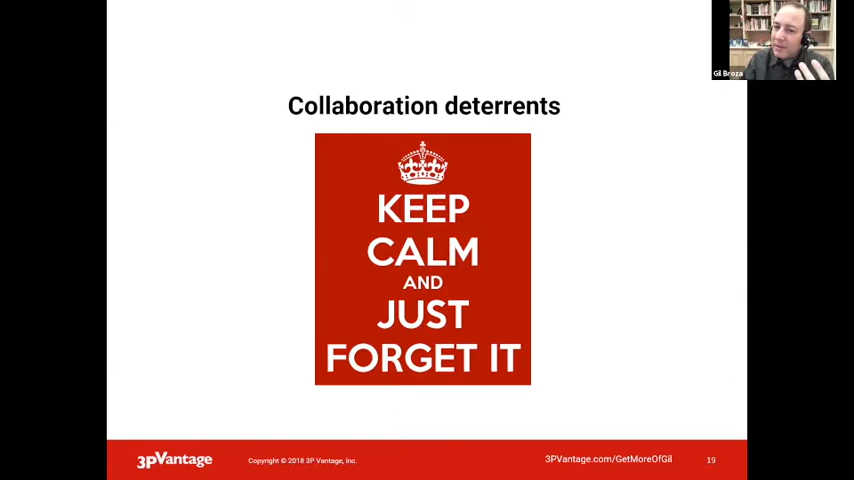 Gil Broza
Collaboration deterrents
KEEP
CALM
AND
JUST
FORGET IT
3PVantage
Copyright © 2018 3P Vantage, Inc.
3PVantage.com/GetMoreOfGil
19